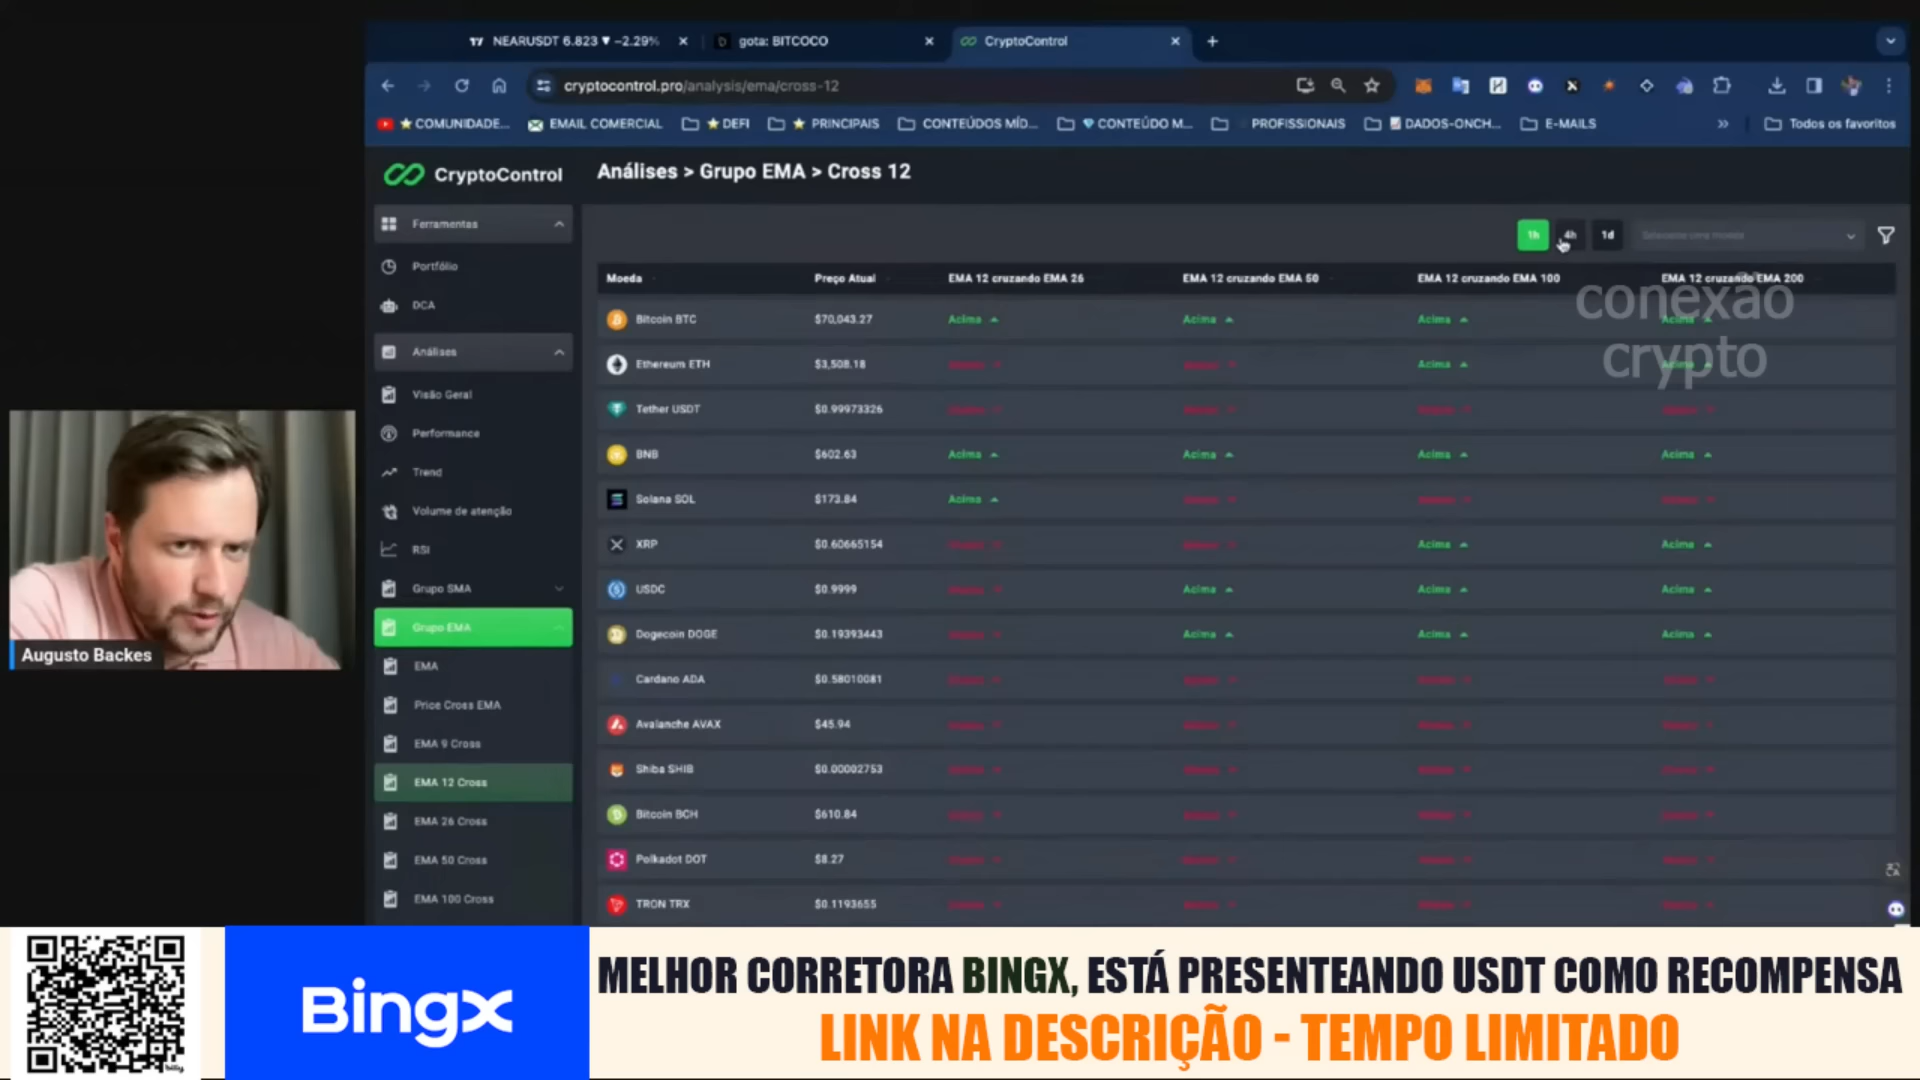 NEARUSDT 6.823 ▼ −2.29%
gota: BITCOCO
CryptoControl
cryptocontrol.pro/analysis/ema/cross-12
COMUNIDADE...
EMAIL COMERCIAL
DEFI
PRINCIPAIS
CONTEÚDOS MÍD...
CONTEÚDO M...
PROFISSIONAIS
DADOS-ONCH...
E-MAILS
»
Todos os favoritos
CryptoControl
Análises > Grupo EMA > Cross 12
Ferramentas
Portfólio
DCA
Análises
Visão Geral
Performance
Trend
Volume de atenção
RSI
Grupo SMA
Grupo EMA
EMA
Price Cross EMA
EMA 9 Cross
EMA 12 Cross
EMA 26 Cross
EMA 50 Cross
EMA 100 Cross
1h 4h 1d
Moeda Preço Atual EMA 12 cruzando EMA 26 EMA 12 cruzando EMA 50 EMA 12 cruzando EMA 100 EMA 12 cruzando EMA 200
Bitcoin BTC $70,043.27 Acima Acima Acima Acima
Ethereum ETH $3,508.18 Acima Acima
Tether USDT $0.99973326
BNB $602.63 Acima Acima Acima Acima
Solana SOL $173.84 Acima
XRP $0.60665154 Acima Acima
USDC $0.9999 Acima Acima Acima
Dogecoin DOGE $0.19393443 Acima Acima Acima
Cardano ADA $0.58010081
Avalanche AVAX $45.94
Shiba SHIB $0.00002753
Bitcoin BCH $610.84
Polkadot DOT $8.27
TRON TRX $0.1193655
conexao
crypto
Augusto Backes
BingX
MELHOR CORRETORA BINGX, ESTÁ PRESENTEANDO USDT COMO RECOMPENSA
LINK NA DESCRIÇÃO - TEMPO LIMITADO